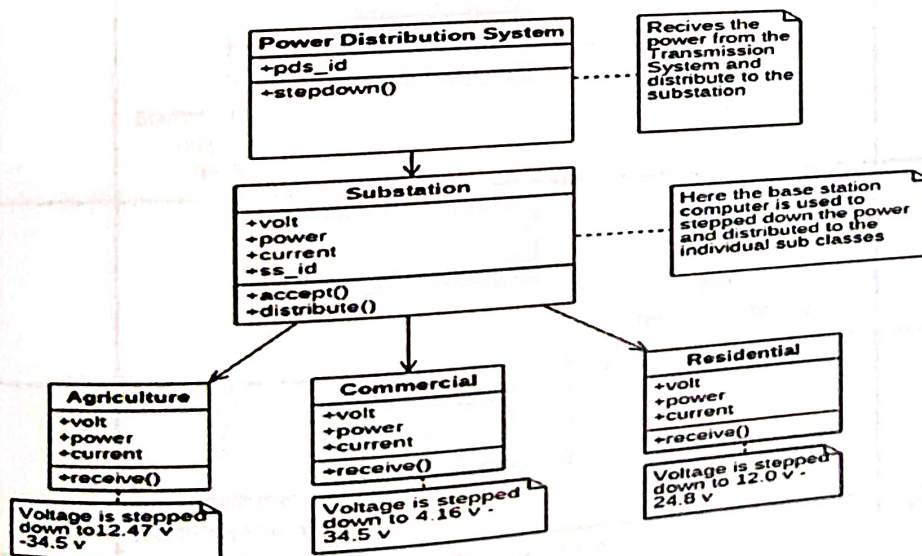 Power Distribution System
+pds_id
+stepdown()
Recives the
power from the
Transmission
System and
distribute to the
substation
Substation
+volt
+power
+current
+ss_id
+accept()
+distribute()
Here the base station
computer is used to
stepped down the power
and distributed to the
individual sub classes
Agriculture
+volt
+power
+current
+receive()
Voltage is stepped
down to12.47 v
-34.5 v
Commercial
+volt
+power
+current
+receive()
Voltage is stepped
down to 4.16 v -
34.5 v
Residential
+volt
+power
+current
+receive()
Voltage is stepped
down to 12.0 v -
24.8 v